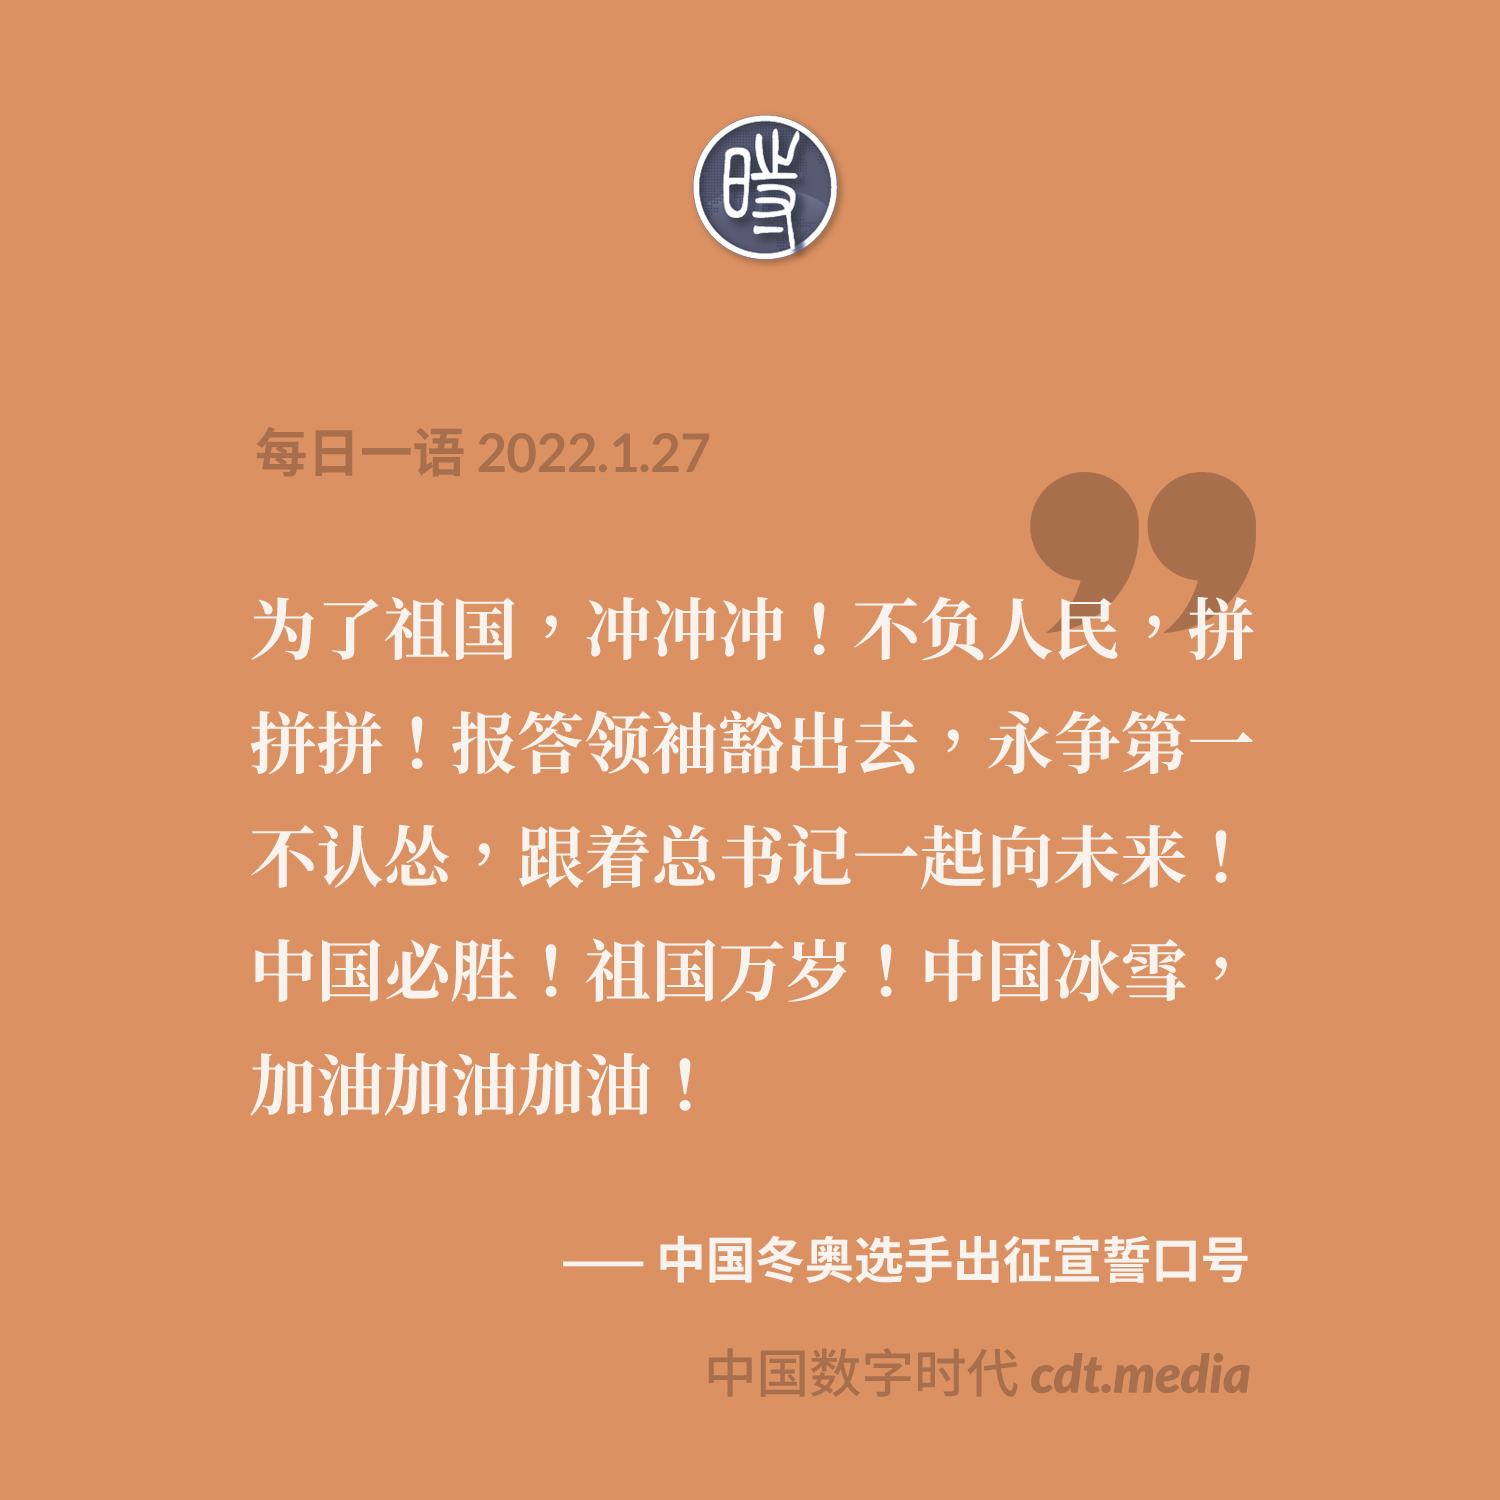 時
每日一语 2022.1.27
”
为了祖国，冲冲冲！不负人民，拼
拼拼！报答领袖豁出去，永争第一
不认怂，跟着总书记一起向未来！
中国必胜！祖国万岁！中国冰雪，
加油加油加油！
—— 中国冬奥选手出征宣誓口号
中国数字时代 cdt.media